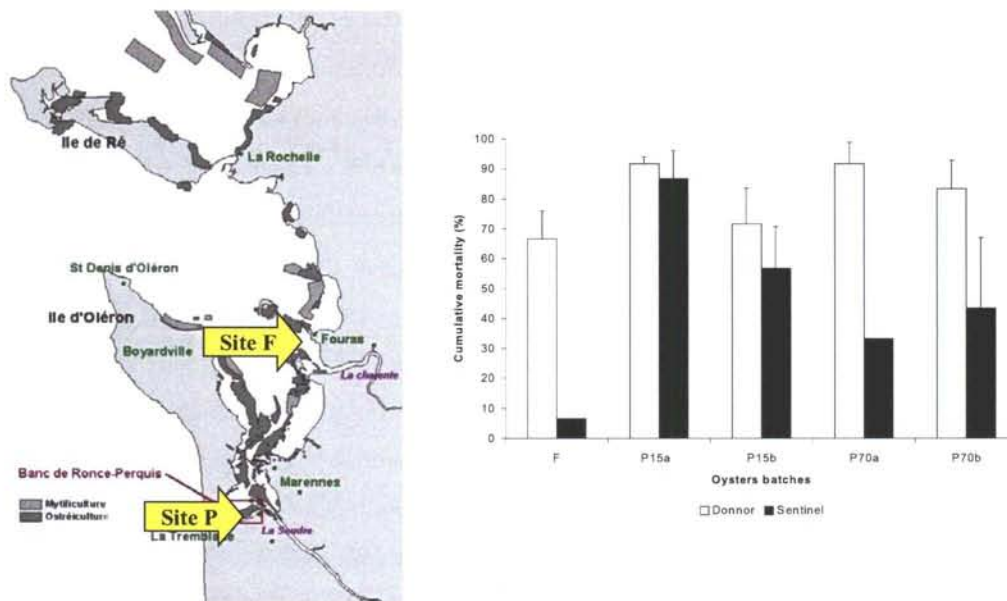 Ile de Ré
La Rochelle
St Denis d'Oléron
Ile d'Oléron
Boyardville
Site F
Fouras
La charente
Banc de Ronce-Perquis
Marennes
Mytiliculture
Ostréiculture
Site P
La Seudre
La Tremblade
100
90
80
70
60
50
40
30
20
10
0
Cumulative mortality (%)
F P15a P15b P70a P70b
Oysters batches
Donnor Sentinel